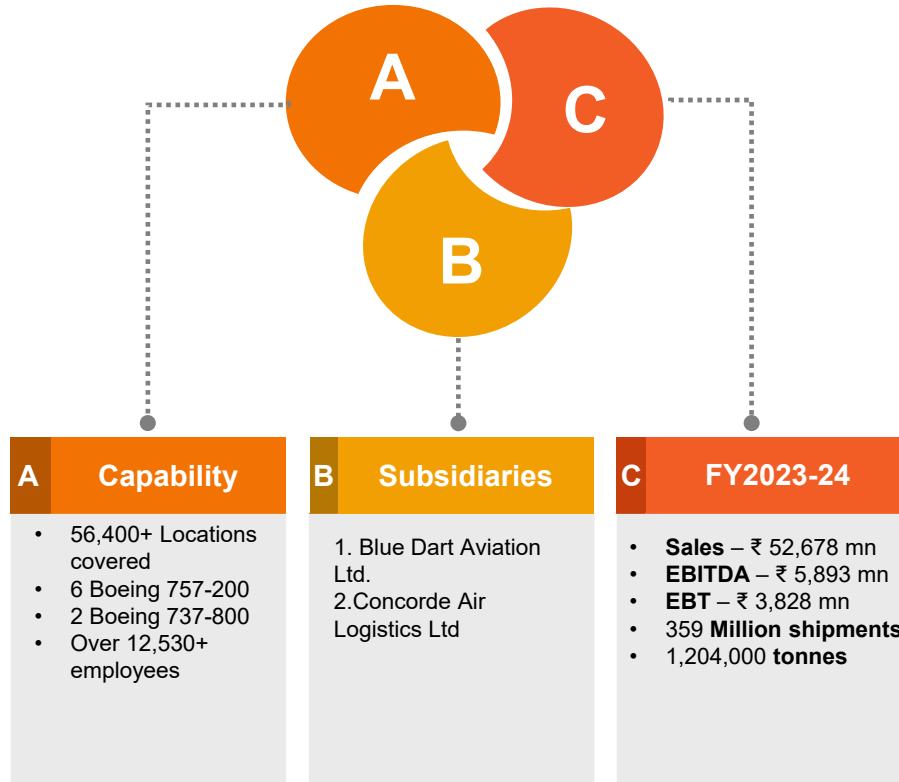 A
C
B
A Capability
• 56,400+ Locations
covered
• 6 Boeing 757-200
• 2 Boeing 737-800
• Over 12,530+
employees
B Subsidiaries
1. Blue Dart Aviation
Ltd.
2.Concorde Air
Logistics Ltd
C FY2023-24
• Sales – ₹ 52,678 mn
• EBITDA – ₹ 5,893 mn
• EBT – ₹ 3,828 mn
• 359 Million shipments
• 1,204,000 tonnes